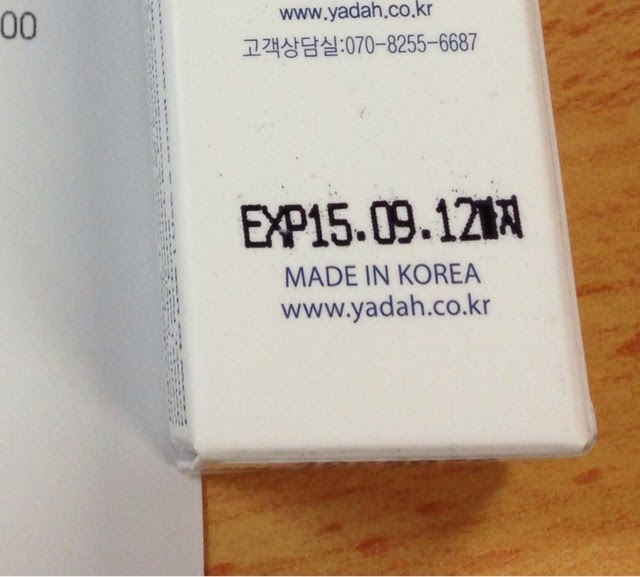 00
www.yadah.co.kr
고객상담실:070-8255-6687
EXP15.09.12까지
MADE IN KOREA
www.yadah.co.kr